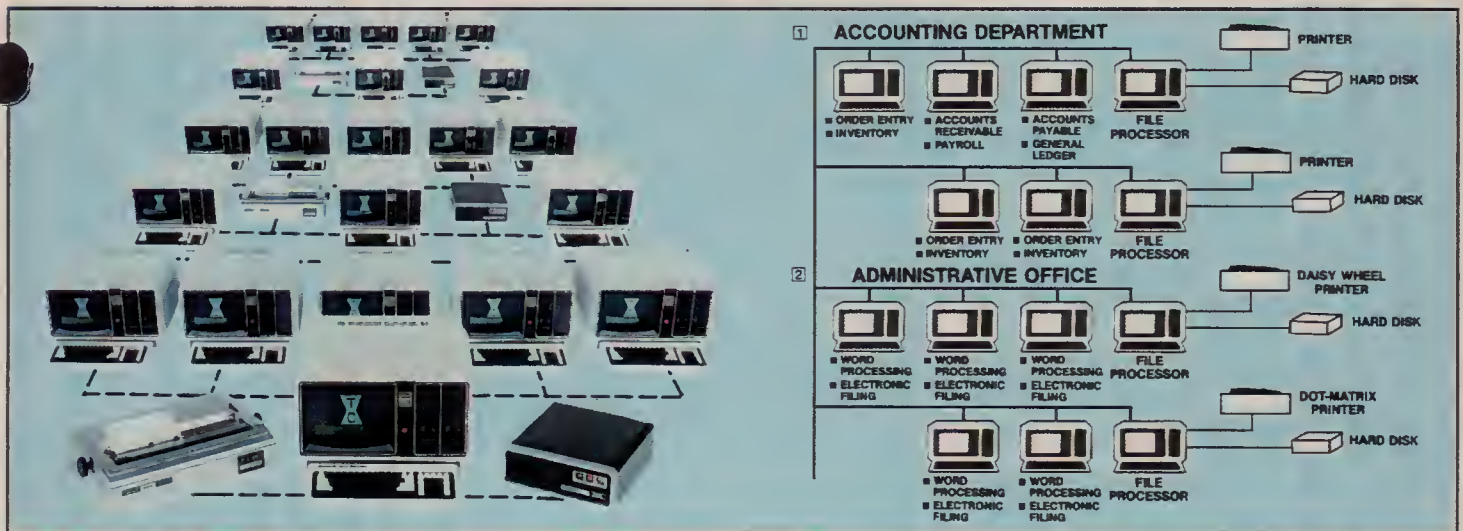 1 ACCOUNTING DEPARTMENT
PRINTER
HARD DISK
■ ORDER ENTRY
■ INVENTORY
■ ACCOUNTS
RECEIVABLE
■ PAYROLL
■ ACCOUNTS
PAYABLE
■ GENERAL
LEDGER
FILE
PROCESSOR
PRINTER
HARD DISK
■ ORDER ENTRY
■ INVENTORY
■ ORDER ENTRY
■ INVENTORY
FILE
PROCESSOR
2 ADMINISTRATIVE OFFICE
DAISY WHEEL
PRINTER
HARD DISK
■ WORD
PROCESSING
■ ELECTRONIC
FILING
■ WORD
PROCESSING
■ ELECTRONIC
FILING
■ WORD
PROCESSING
■ ELECTRONIC
FILING
FILE
PROCESSOR
DOT-MATRIX
PRINTER
HARD DISK
■ WORD
PROCESSING
■ ELECTRONIC
FILING
■ WORD
PROCESSING
■ ELECTRONIC
FILING
FILE
PROCESSOR
T
C